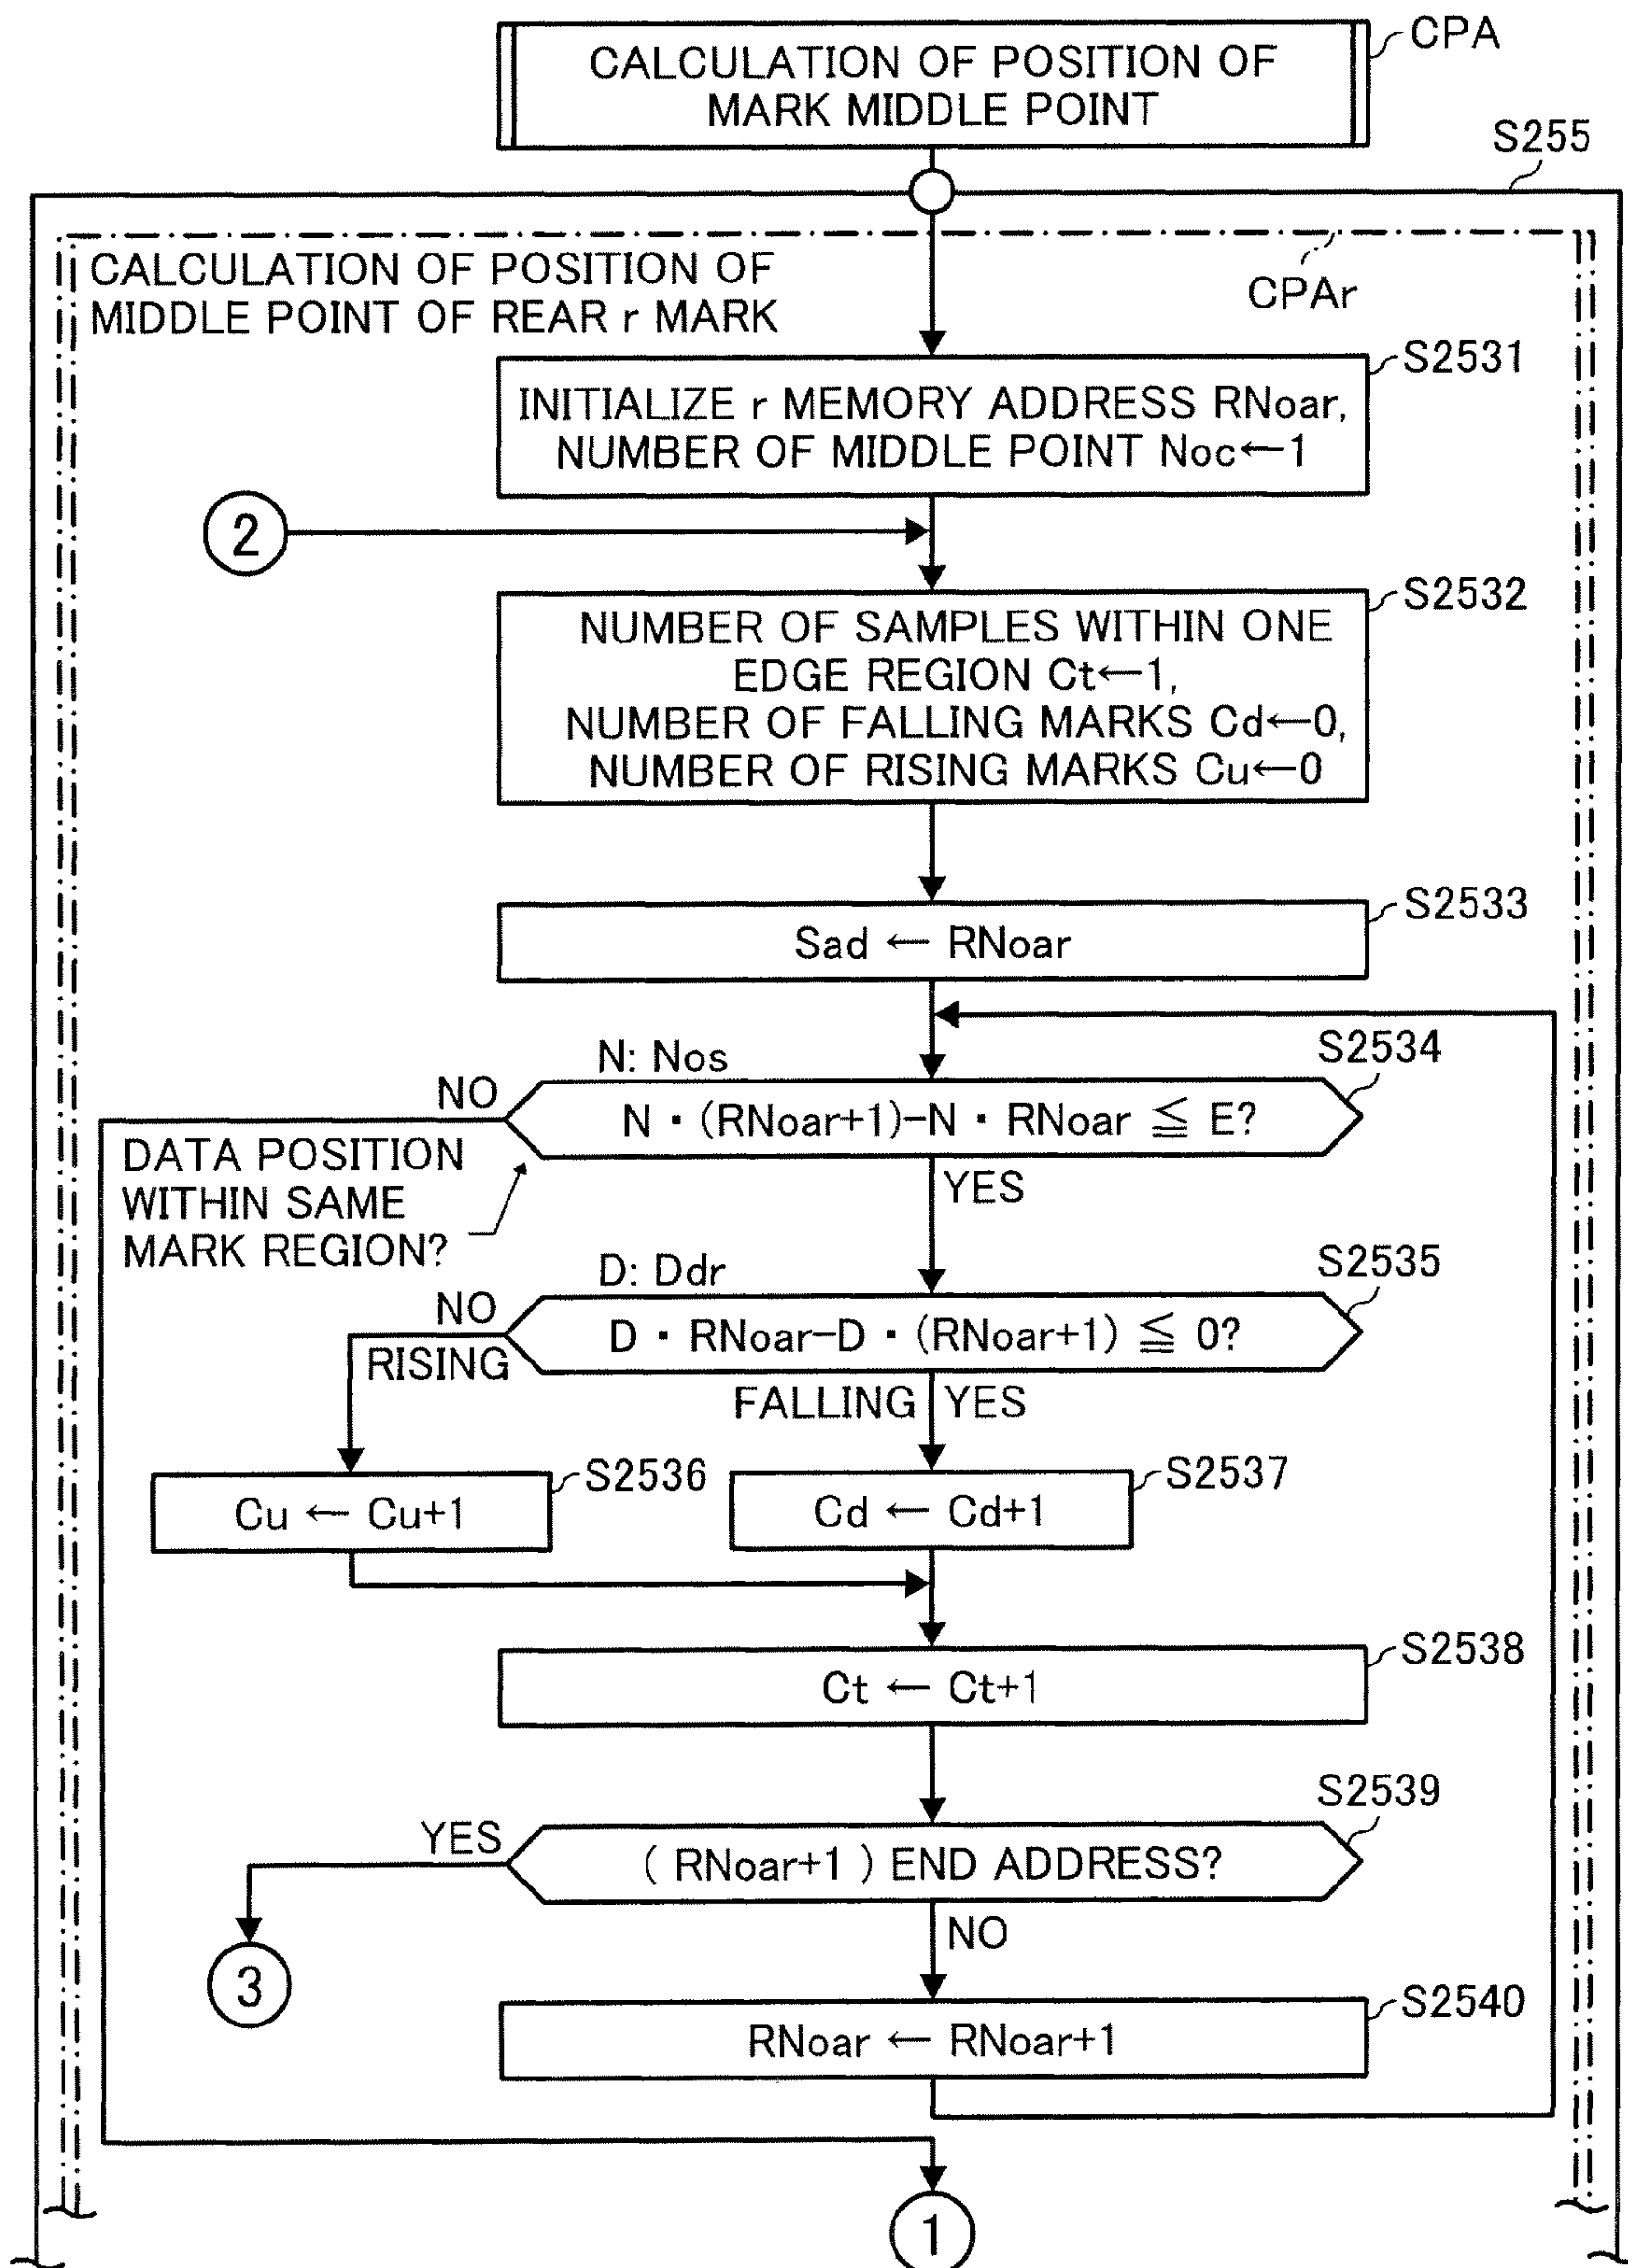 CALCULATION OF POSITION OF
MARK MIDDLE POINT
CPA
S255
CALCULATION OF POSITION OF
MIDDLE POINT OF REAR r MARK
CPAr
S2531
INITIALIZE r MEMORY ADDRESS RNoar,
NUMBER OF MIDDLE POINT Noc←1
2
S2532
NUMBER OF SAMPLES WITHIN ONE
EDGE REGION Ct←1,
NUMBER OF FALLING MARKS Cd←0,
NUMBER OF RISING MARKS Cu←0
S2533
Sad ← RNoar
N: Nos
S2534
NO
N・(RNoar+1)-N・RNoar ≦ E?
DATA POSITION
WITHIN SAME
MARK REGION?
YES
D: Ddr
S2535
NO
D・RNoar-D・(RNoar+1) ≦ 0?
RISING
FALLING
YES
S2536
Cu ← Cu+1
S2537
Cd ← Cd+1
S2538
Ct ← Ct+1
S2539
YES
( RNoar+1 ) END ADDRESS?
NO
3
S2540
RNoar ← RNoar+1
1